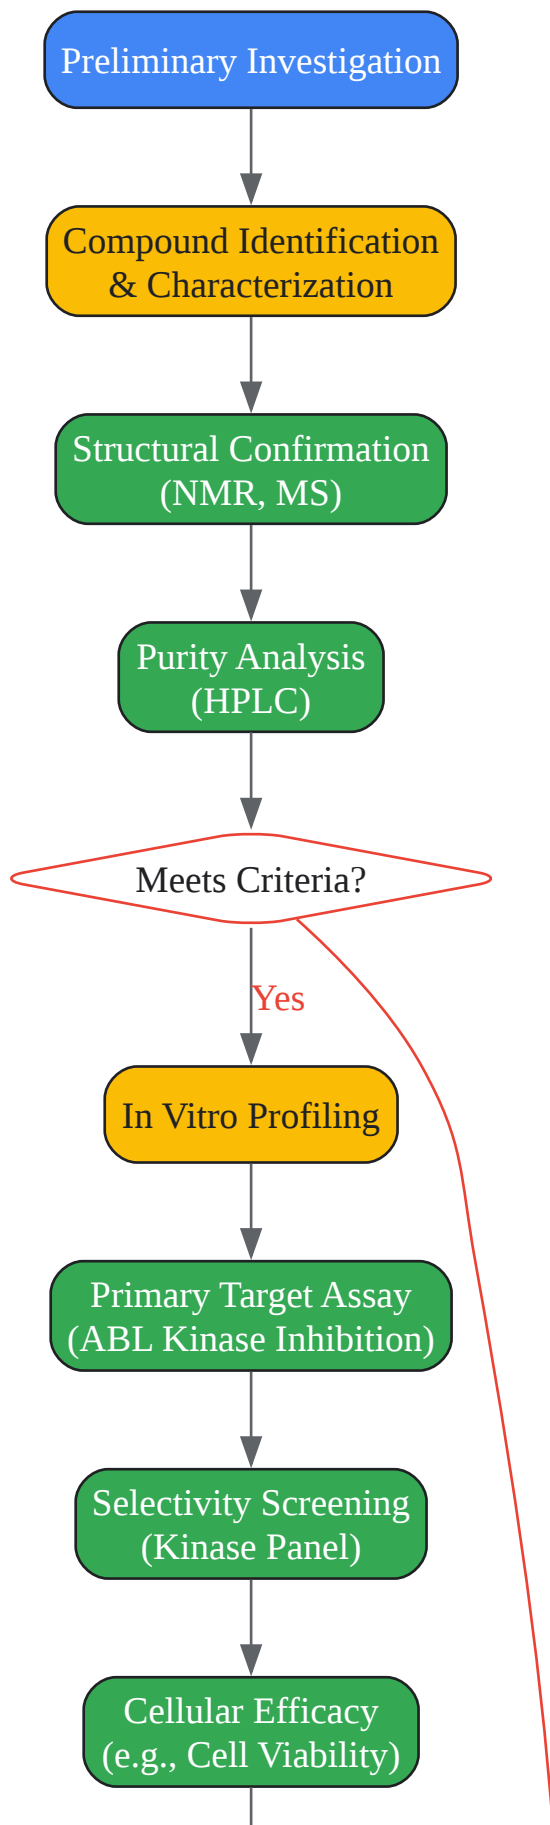 Preliminary Investigation
Compound Identification
& Characterization
Structural Confirmation
(NMR, MS)
Purity Analysis
(HPLC)
Meets Criteria?
Yes
In Vitro Profiling
Primary Target Assay
(ABL Kinase Inhibition)
Selectivity Screening
(Kinase Panel)
Cellular Efficacy
(e.g., Cell Viability)